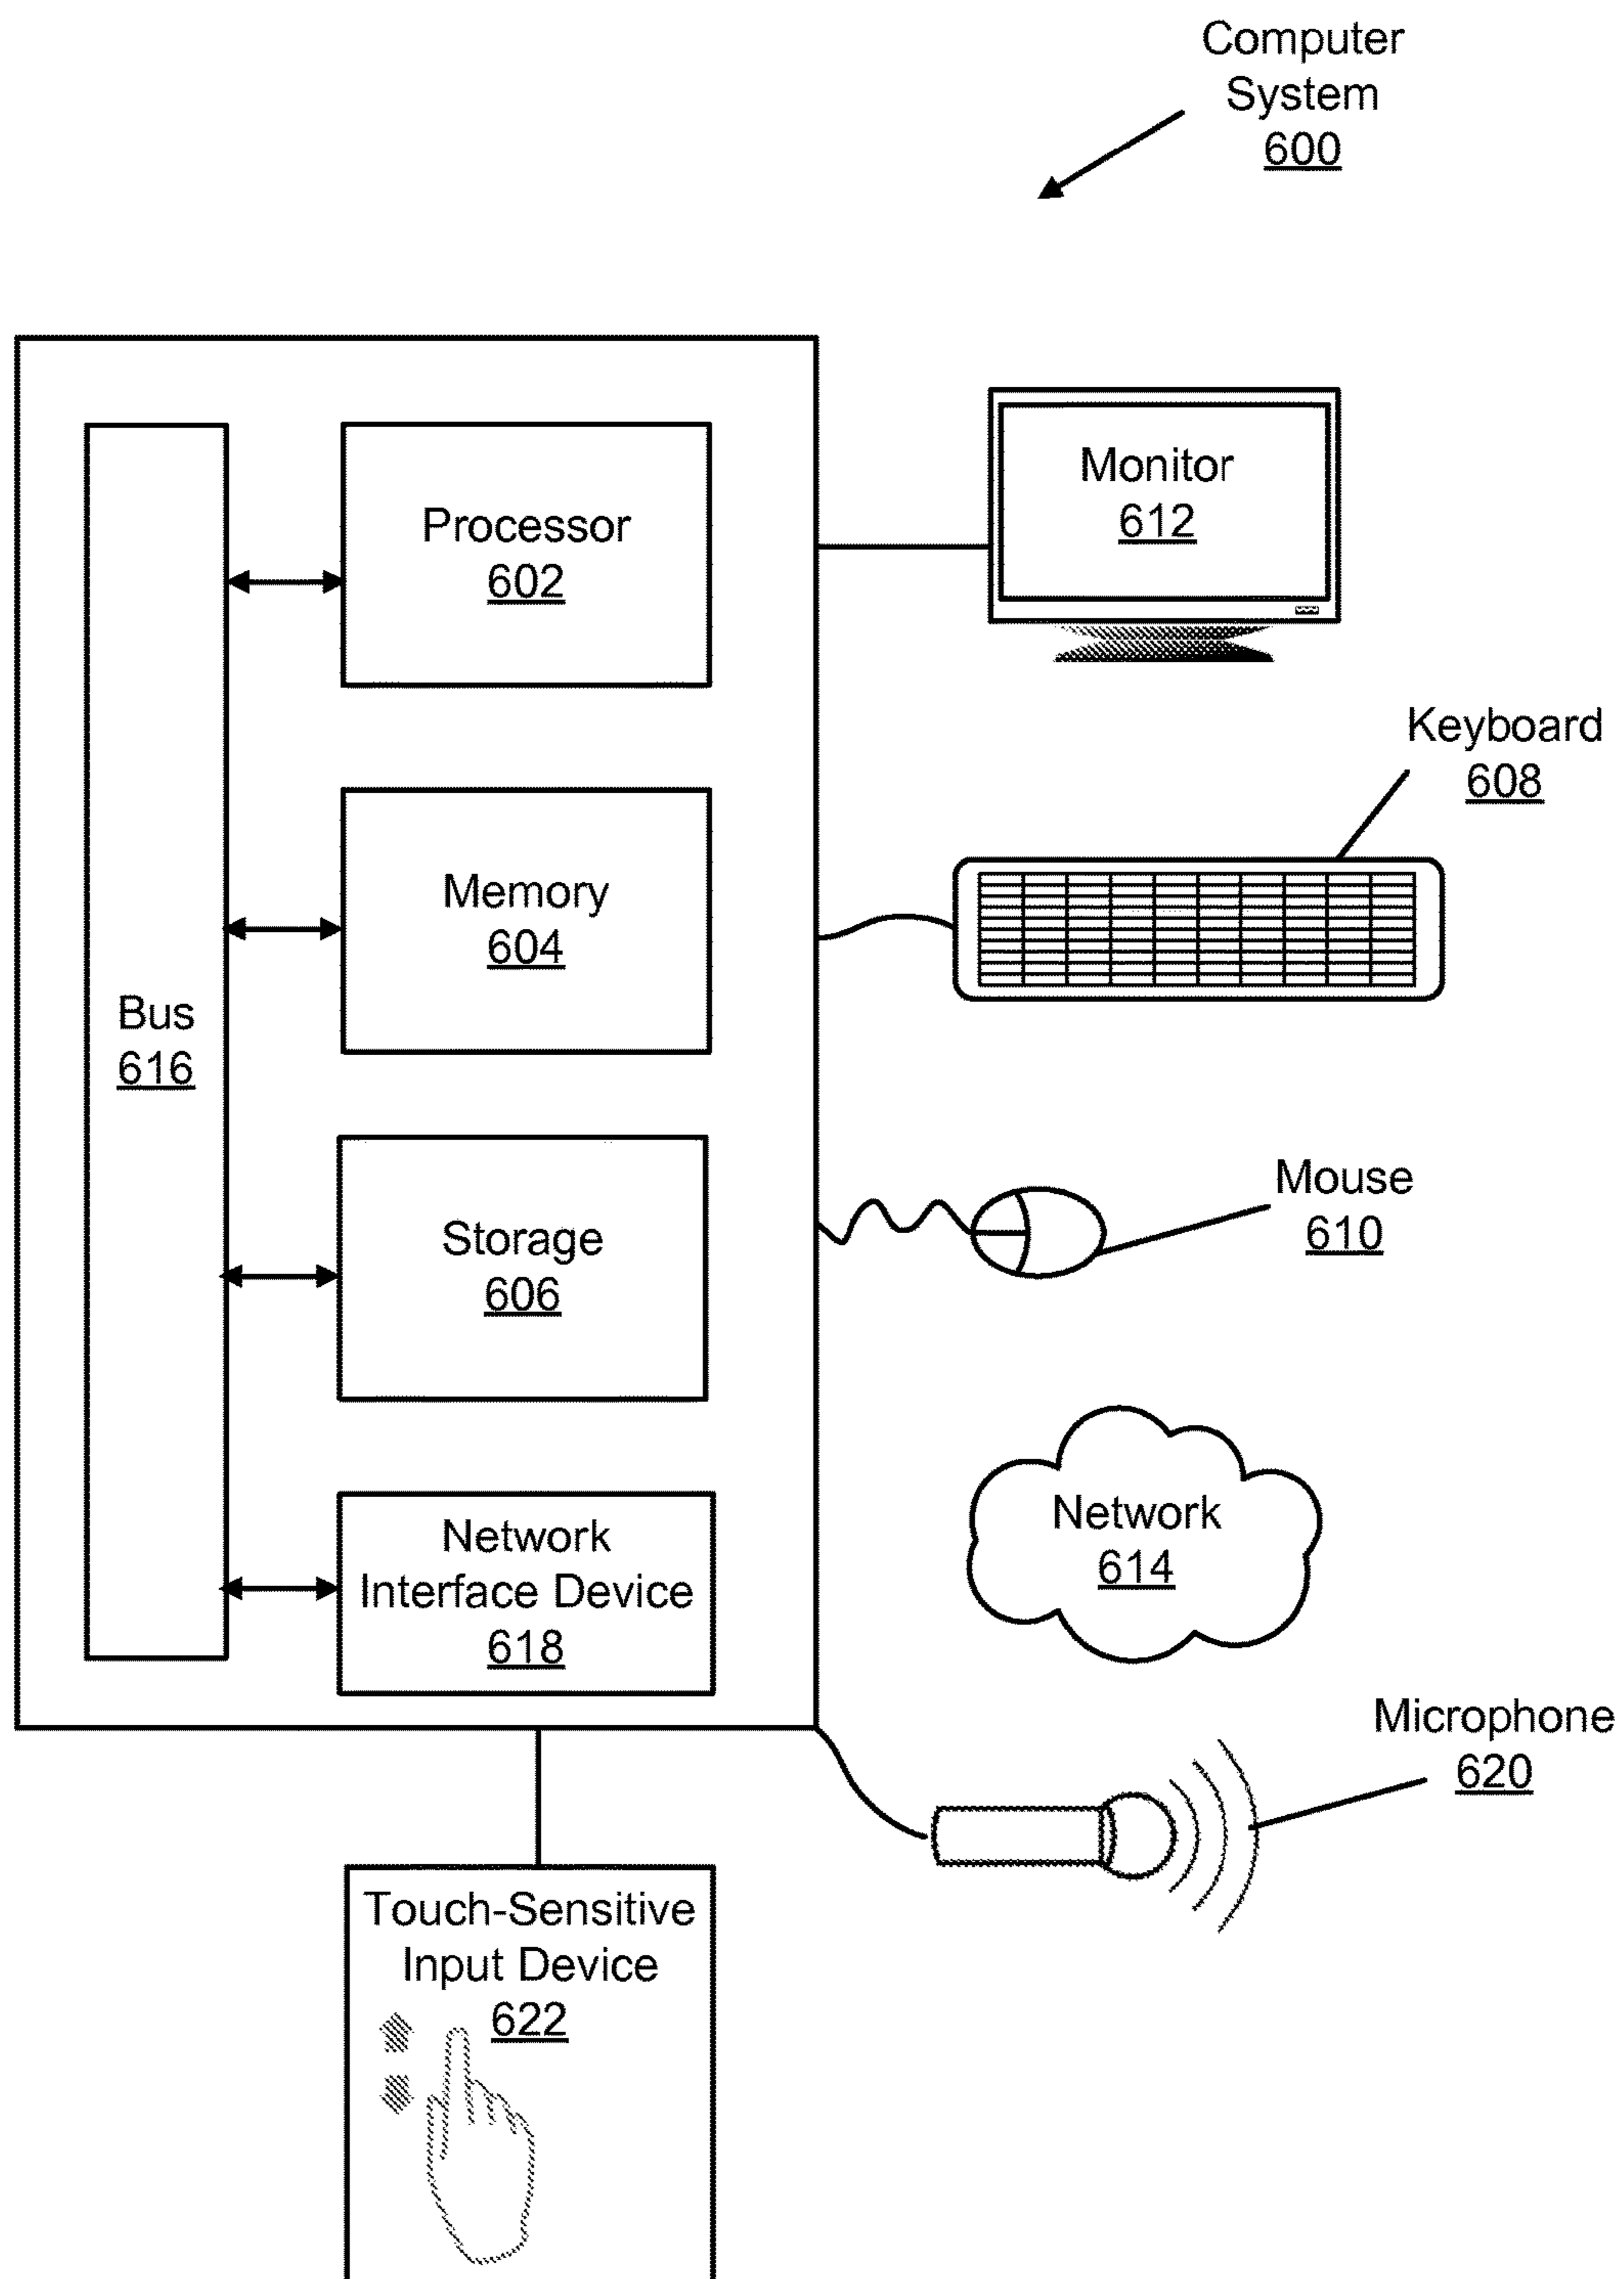 Computer
System
600
Processor
602
Monitor
612
Keyboard
608
Memory
604
Bus
616
Mouse
610
Storage
606
Network
614
Network
Interface Device
618
Microphone
620
Touch-Sensitive
Input Device
622